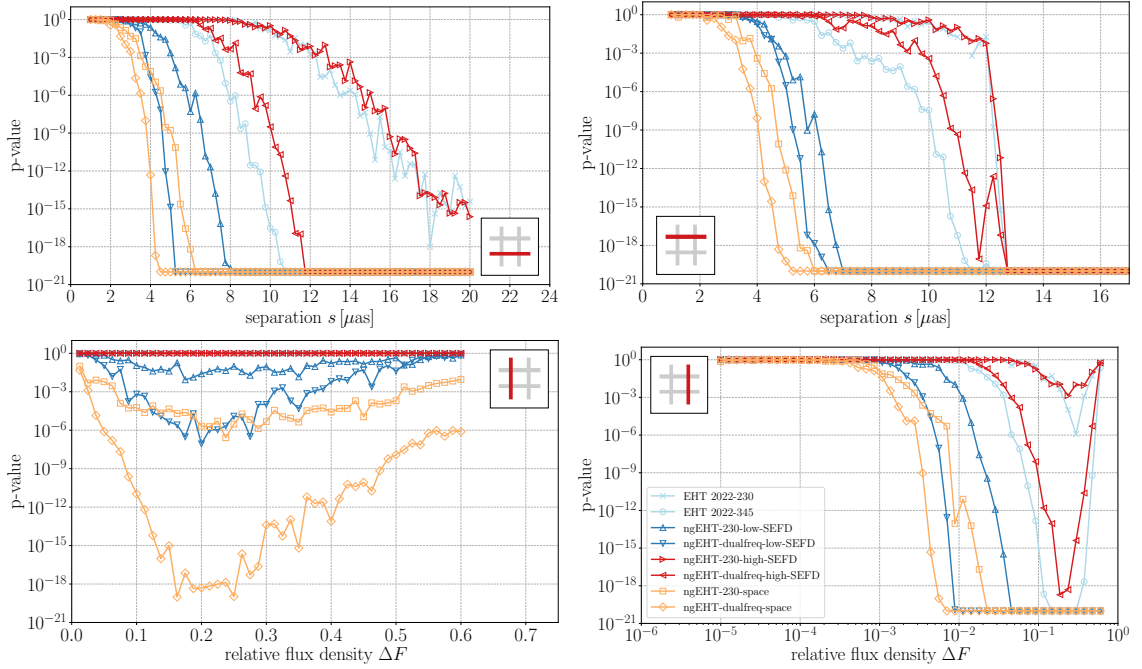 p-value
10^0
10^−3
10^−6
10^−9
10^−12
10^−15
10^−18
10^−21
0 2 4 6 8 10 12 14 16 18 20 22 24
separation s [μas]
p-value
10^0
10^−3
10^−6
10^−9
10^−12
10^−15
10^−18
10^−21
0 2 4 6 8 10 12 14 16
separation s [μas]
p-value
10^0
10^−3
10^−6
10^−9
10^−12
10^−15
10^−18
10^−21
0.0 0.1 0.2 0.3 0.4 0.5 0.6 0.7
relative flux density ΔF
p-value
10^0
10^−3
10^−6
10^−9
10^−12
10^−15
10^−18
10^−21
EHT 2022-230
EHT 2022-345
ngEHT-230-low-SEFD
ngEHT-dualfreq-low-SEFD
ngEHT-230-high-SEFD
ngEHT-dualfreq-high-SEFD
ngEHT-230-space
ngEHT-dualfreq-space
10^−6 10^−5 10^−4 10^−3 10^−2 10^−1 10^0
relative flux density ΔF